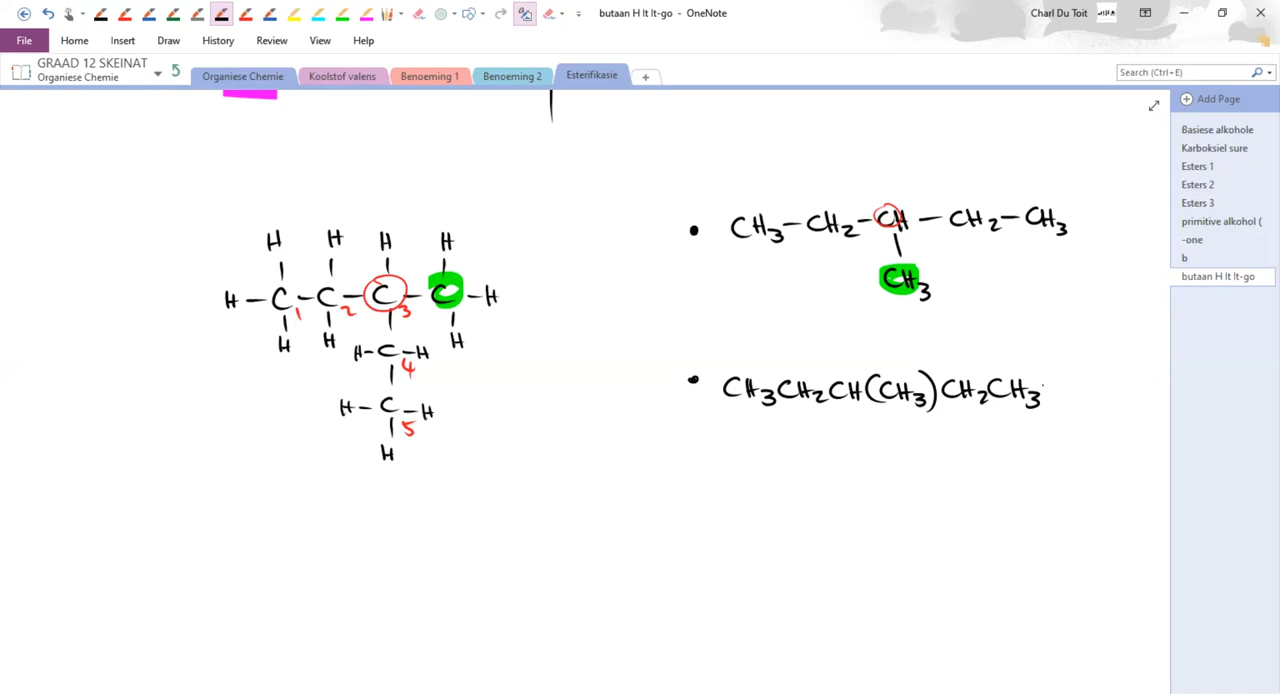 butaan H lt lt-go - OneNote
Charl Du Toit
File Home Insert Draw History Review View Help
GRAAD 12 SKEINAT
Organiese Chemie
Organiese Chemie Koolstof valens Benoeming 1 Benoeming 2 Esterifikasie +
Search (Ctrl+E)
Add Page
Basiese alkohole
Karboksiel sure
Esters 1
Esters 2
Esters 3
primitive alkohol (
-one
b
butaan H lt lt-go
H H H H
H-C-C-C-C-H
1 2 3
H H H
H-C-H
4
H-C-H
5
H
• CH₃-CH₂-CH-CH₂-CH₃
CH₃
• CH₃CH₂CH(CH₃)CH₂CH₃